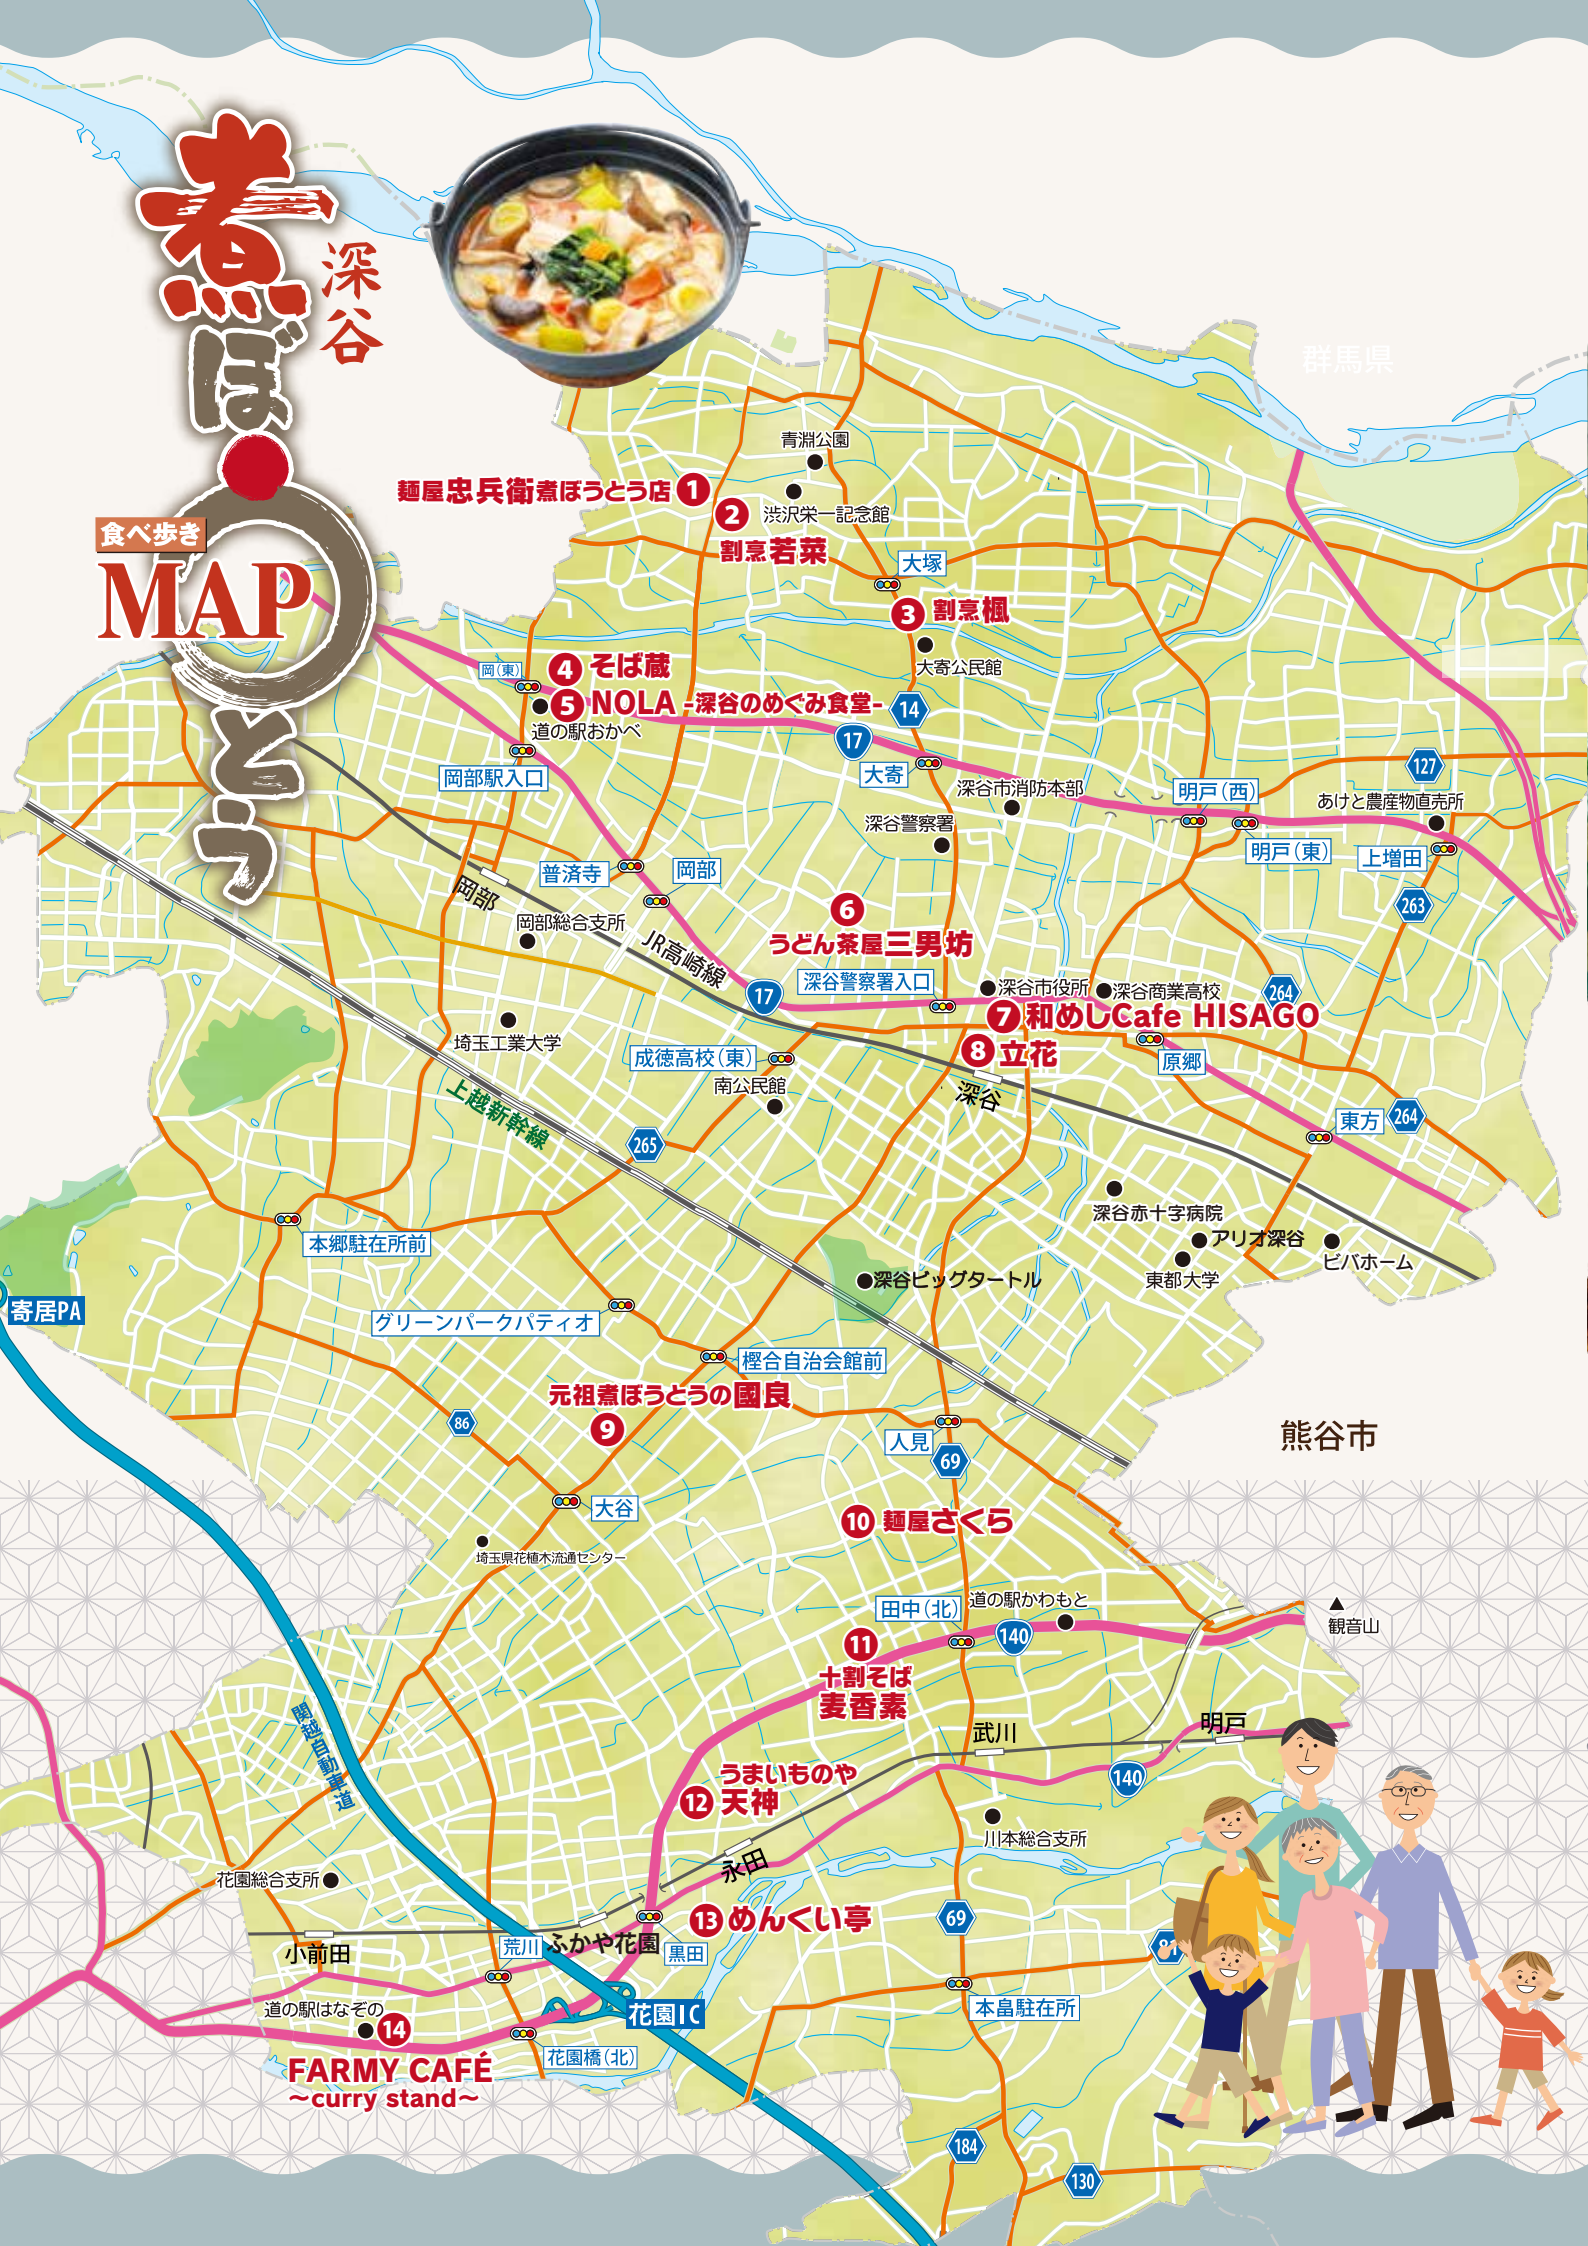 深谷
煮ぼうとう
食べ歩き
MAP
群馬県
青淵公園
麺屋忠兵衛煮ぼうとう店 1
2
渋沢栄一記念館
割烹若菜
大塚
3 割烹楓
大寄公民館
岡(東)
4 そば蔵
5 NOLA -深谷のめぐみ食堂-
14
道の駅おかべ
17
岡部駅入口
大寄
127
深谷市消防本部
明戸(西)
あけと農産物直売所
深谷警察署
明戸(東)
上増田
普済寺
岡部
岡部
263
6
うどん茶屋三男坊
岡部総合支所
JR高崎線
深谷警察署入口
17
深谷市役所
深谷商業高校
264
7 和めしCafe HISAGO
埼玉工業大学
成徳高校(東)
8 立花
原郷
南公民館
深谷
上越新幹線
265
東方
264
深谷赤十字病院
本郷駐在所前
アリオ深谷
ビバホーム
東都大学
深谷ビッグタートル
寄居PA
グリーンパークパティオ
樫合自治会館前
元祖煮ぼうとうの國良
9
86
人見
69
熊谷市
大谷
10 麺屋さくら
埼玉県花植木流通センター
田中(北)
道の駅かわもと
140
観音山
11
十割そば
麦香素
関越自動車道
武川
明戸
うまいものや
12 天神
140
川本総合支所
永田
花園総合支所
13 めんくい亭
69
小前田
荒川
ふかや花園
黒田
81
道の駅はなぞの
14
花園IC
本畠駐在所
花園橋(北)
FARMY CAFÉ
～curry stand～
184
130